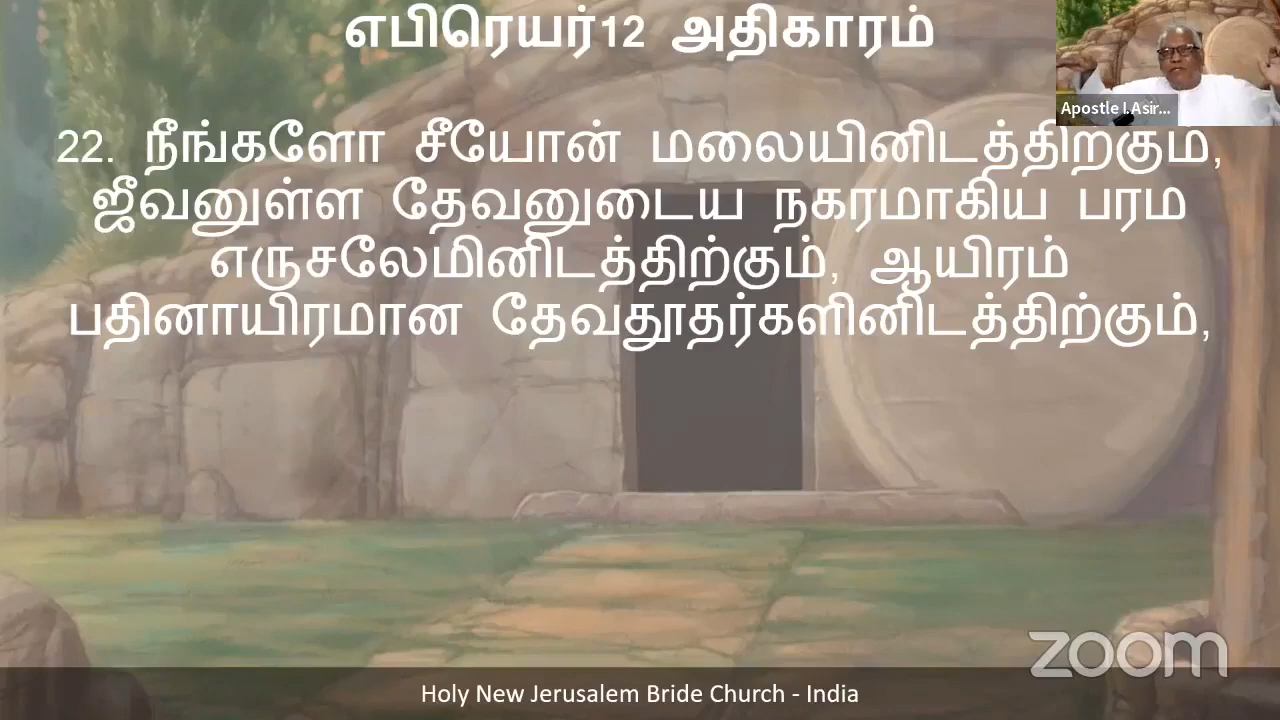 எபிரெயர்12 அதிகாரம்
Apostle I.Asir...
22. நீங்களோ சீயோன் மலையினிடத்திற்கும்,
ஜீவனுள்ள தேவனுடைய நகரமாகிய பரம
எருசலேமினிடத்திற்கும், ஆயிரம்
பதினாயிரமான தேவதூதர்களினிடத்திற்கும்,
zoom
Holy New Jerusalem Bride Church - India